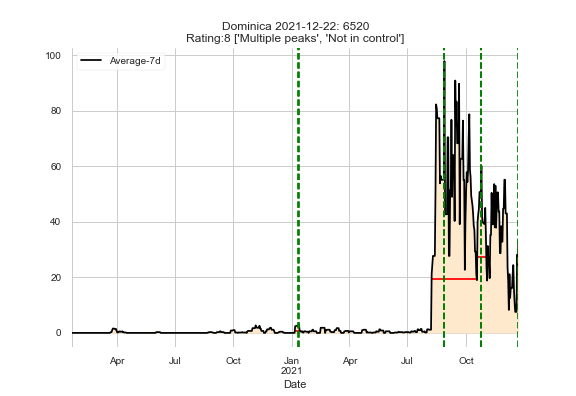 Dominica 2021-12-22: 6520
Rating:8 ['Multiple peaks', 'Not in control']
Average-7d
100
80
60
40
20
0
Apr Jul Oct Jan Apr Jul Oct
2021
Date